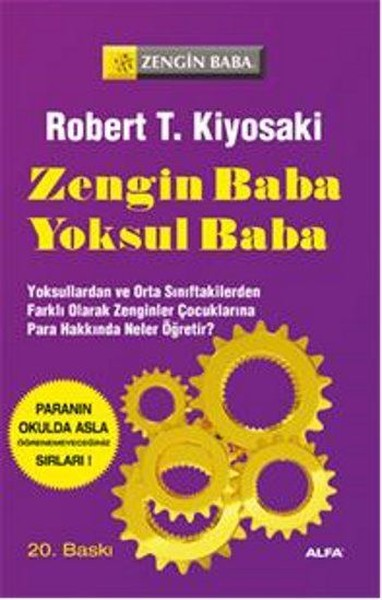 ZENGİN BABA
Robert T. Kiyosaki
Zengin Baba
Yoksul Baba
Yoksullardan ve Orta Sınıftakilerden
Farklı Olarak Zenginler Çocuklarına
Para Hakkında Neler Öğretir?
PARANIN
OKULDA ASLA
ÖĞRENEMEYECEĞİNİZ
SIRLARI !
20. Baskı
ALFA